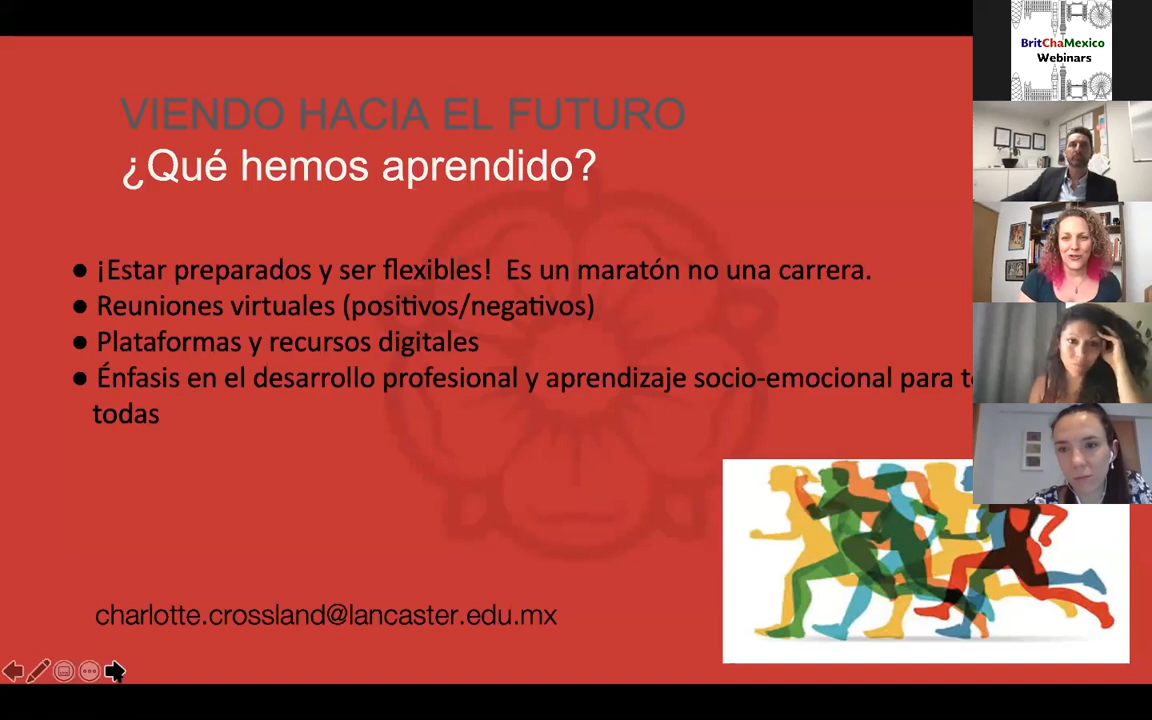 VIENDO HACIA EL FUTURO
¿Qué hemos aprendido?
● ¡Estar preparados y ser flexibles! Es un maratón no una carrera.
● Reuniones virtuales (positivos/negativos)
● Plataformas y recursos digitales
● Énfasis en el desarrollo profesional y aprendizaje socio-emocional para
todas
charlotte.crossland@lancaster.edu.mx
BritChaMexico
Webinars